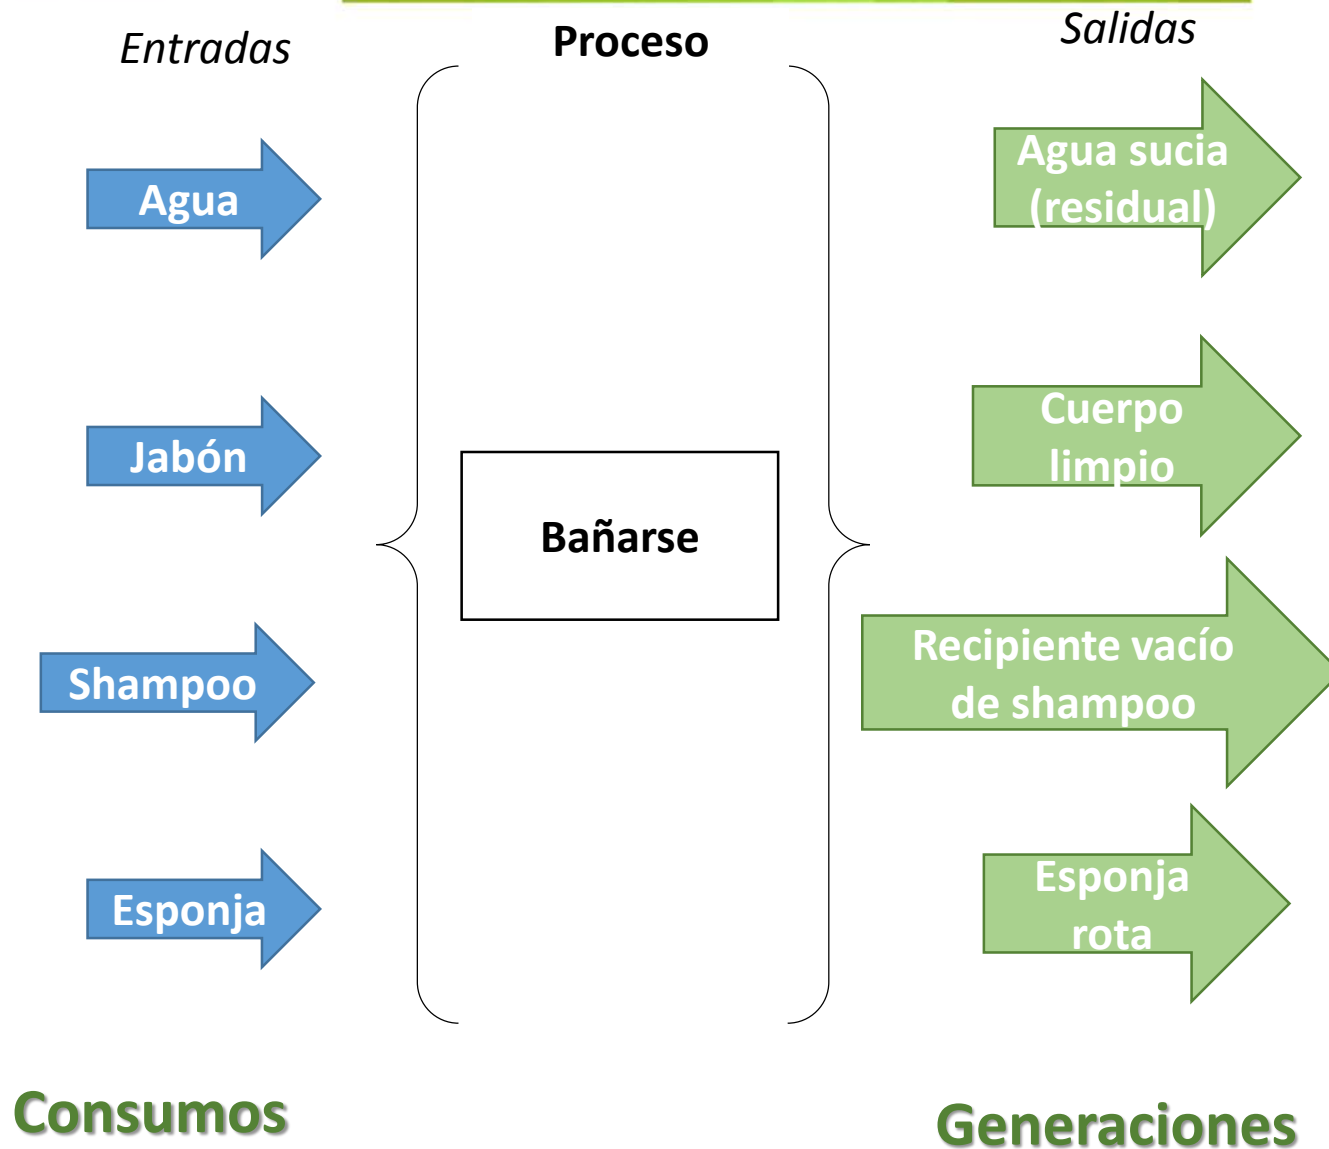 Entradas
Proceso
Salidas
Agua
Jabón
Shampoo
Esponja
Bañarse
Agua sucia
(residual)
Cuerpo
limpio
Recipiente vacío
de shampoo
Esponja
rota
Consumos
Generaciones